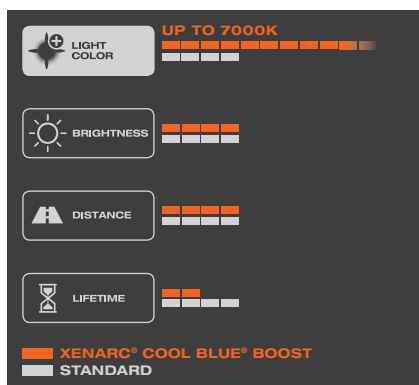 UP TO 7000K
LIGHT
COLOR
BRIGHTNESS
DISTANCE
LIFETIME
XENARC® COOL BLUE® BOOST
STANDARD